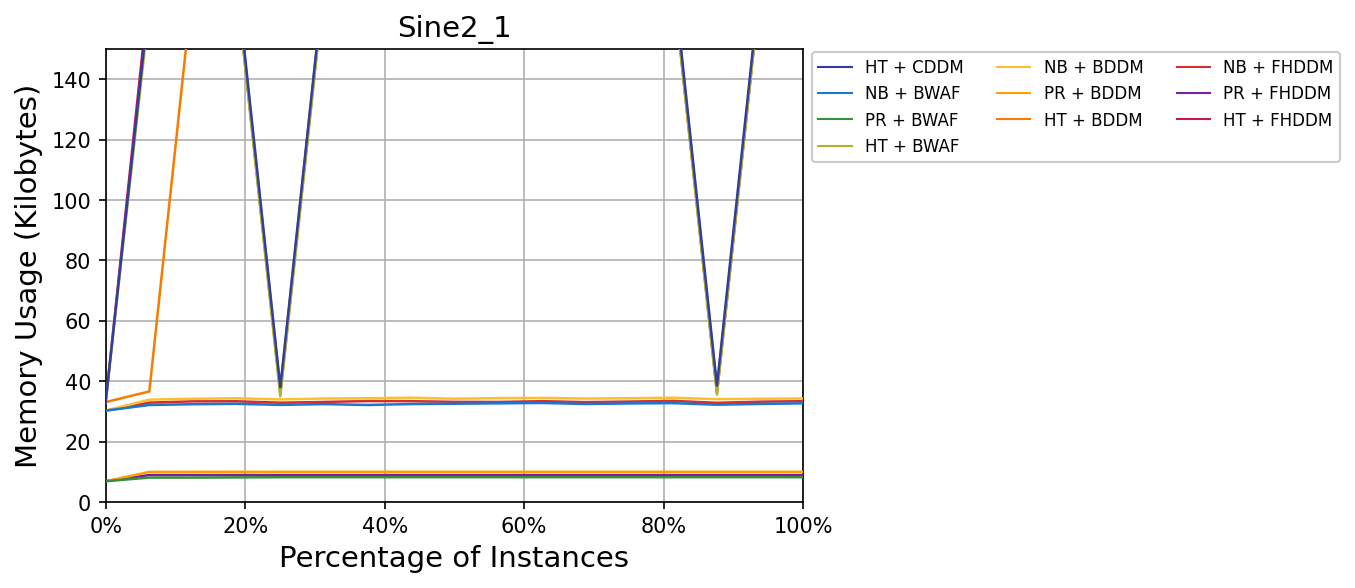 Sine2_1
140
120
100
80
60
40
20
0
Memory Usage (Kilobytes)
0% 20% 40% 60% 80% 100%
Percentage of Instances
HT + CDDM
NB + BWAF
PR + BWAF
HT + BWAF
NB + BDDM
PR + BDDM
HT + BDDM
NB + FHDDM
PR + FHDDM
HT + FHDDM